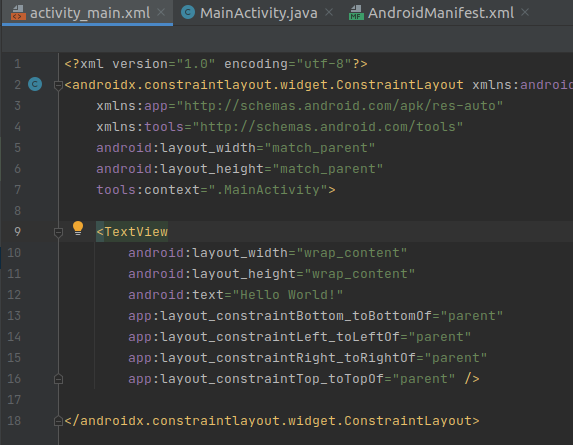 activity_main.xml MainActivity.java AndroidManifest.xml
1 <?xml version="1.0" encoding="utf-8"?>
2 <androidx.constraintlayout.widget.ConstraintLayout xmlns:android
3 xmlns:app="http://schemas.android.com/apk/res-auto"
4 xmlns:tools="http://schemas.android.com/tools"
5 android:layout_width="match_parent"
6 android:layout_height="match_parent"
7 tools:context=".MainActivity">
8
9 <TextView
10 android:layout_width="wrap_content"
11 android:layout_height="wrap_content"
12 android:text="Hello World!"
13 app:layout_constraintBottom_toBottomOf="parent"
14 app:layout_constraintLeft_toLeftOf="parent"
15 app:layout_constraintRight_toRightOf="parent"
16 app:layout_constraintTop_toTopOf="parent" />
17
18 </androidx.constraintlayout.widget.ConstraintLayout>